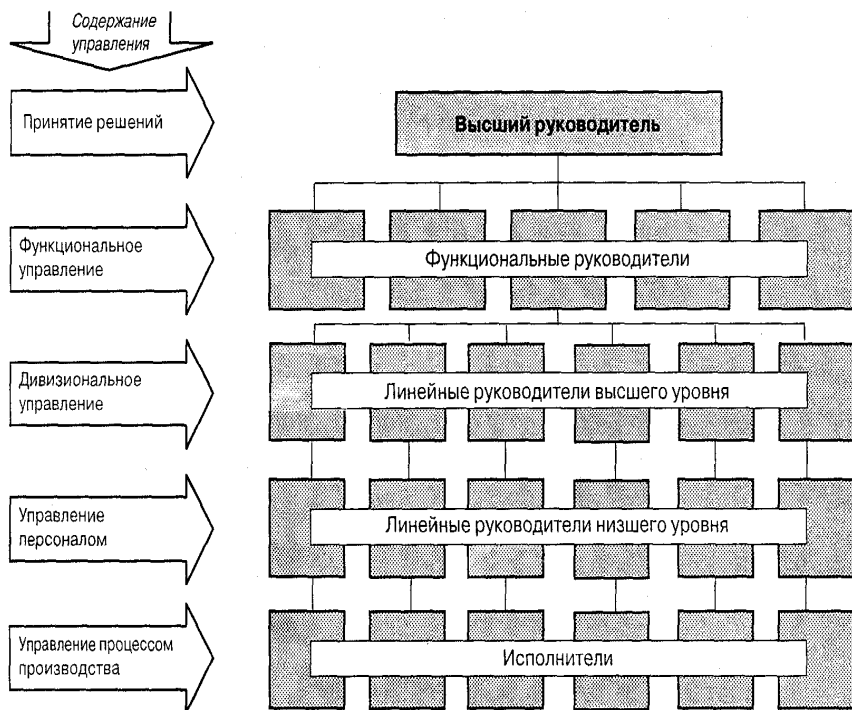 Содержание
управления
Принятие решений
Высший руководитель
Функциональное
управление
Функциональные руководители
Дивизиональное
управление
Линейные руководители высшего уровня
Управление
персоналом
Линейные руководители низшего уровня
Управление процессом
производства
Исполнители